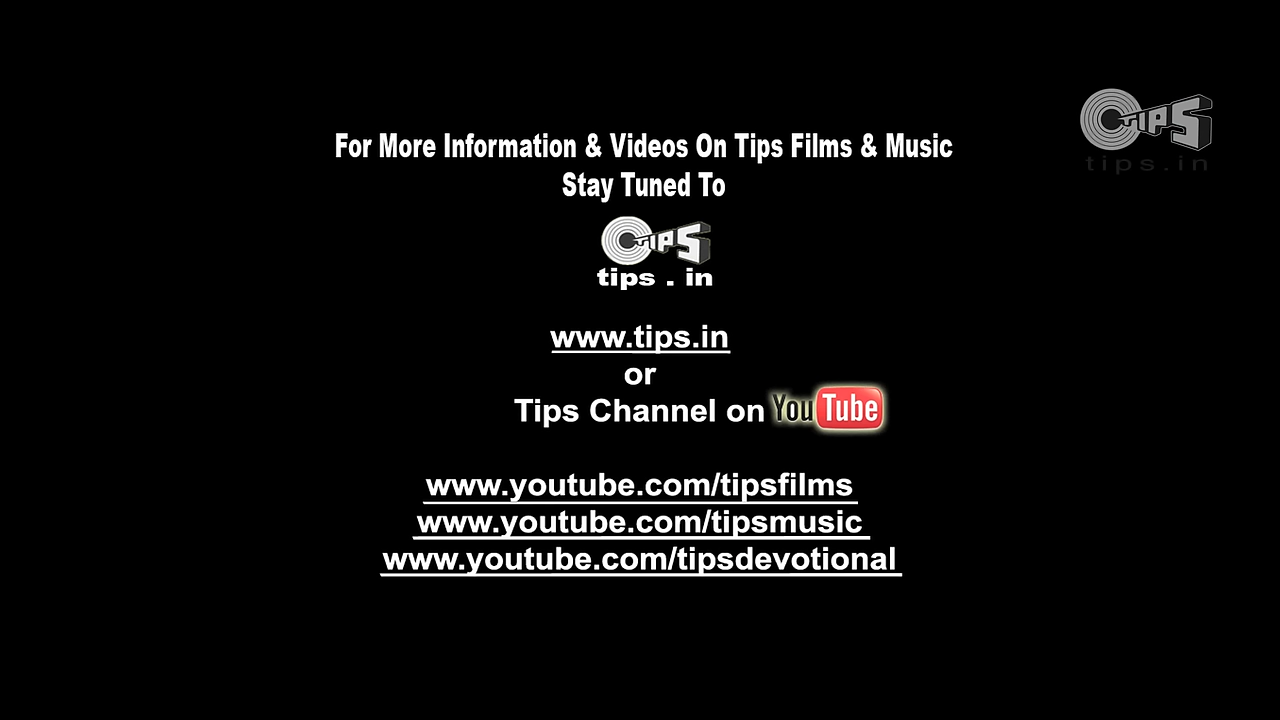 For More Information & Videos On Tips Films & Music
Stay Tuned To
TIPS
tips . in
www.tips.in
or
Tips Channel on YouTube
www.youtube.com/tipsfilms
www.youtube.com/tipsmusic
www.youtube.com/tipsdevotional
TIPS
tips.in